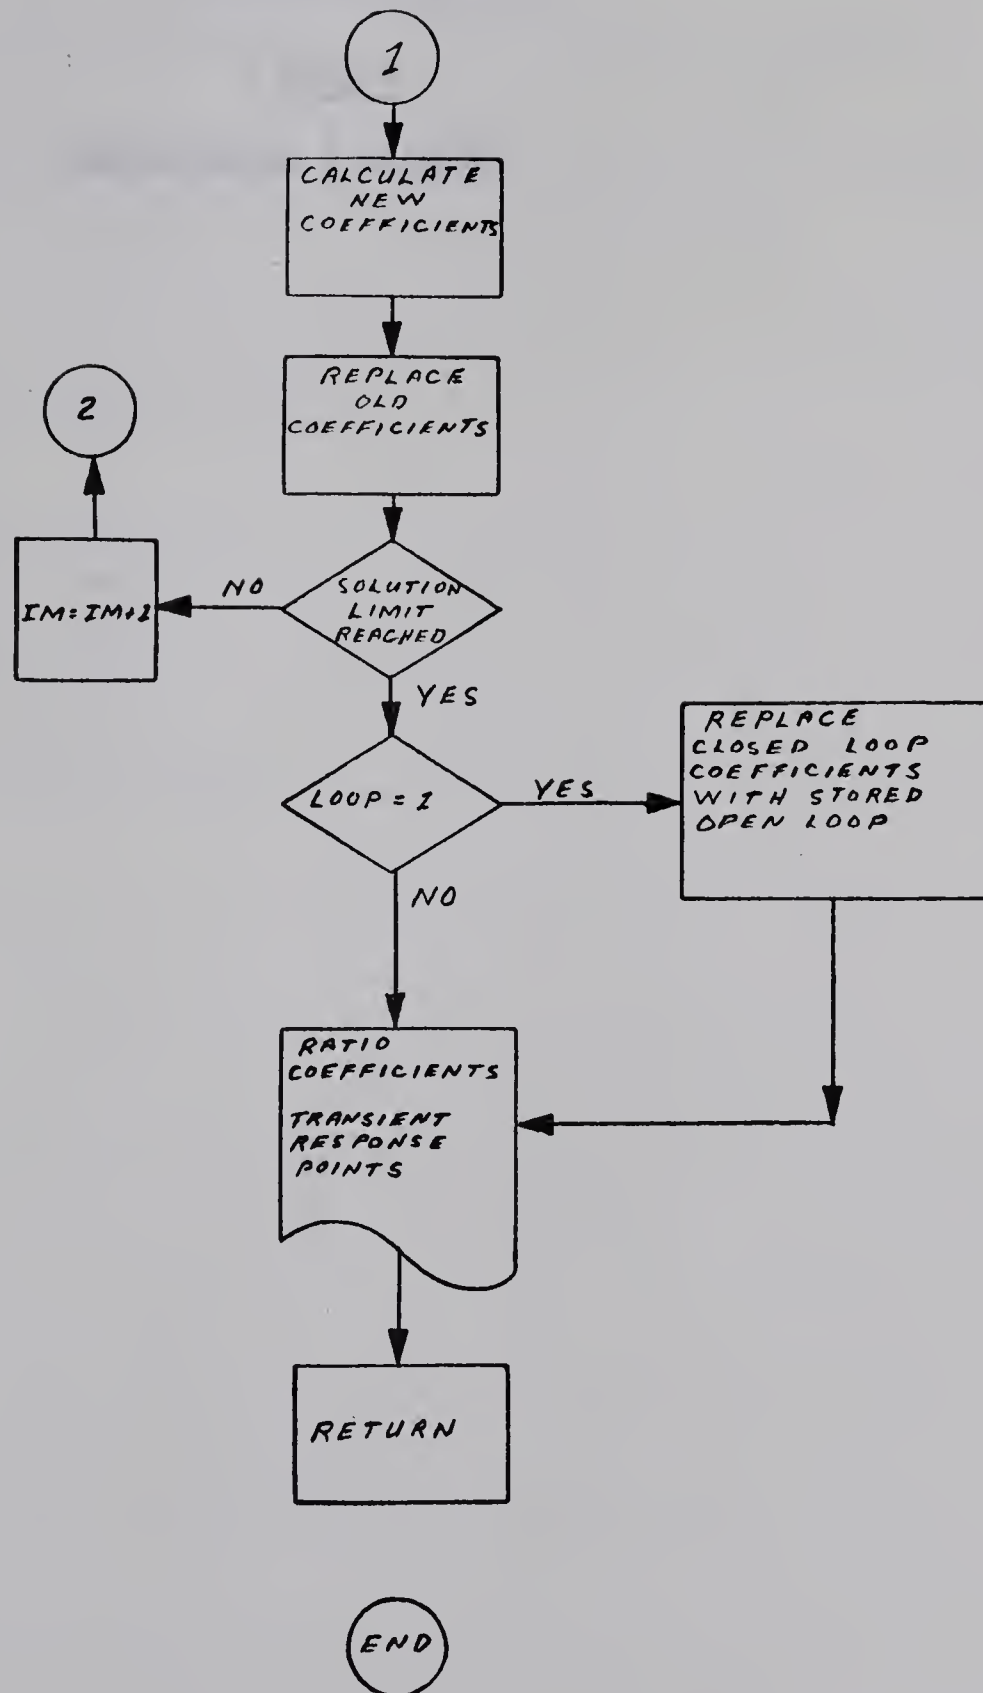 1
CALCULATE
NEW
COEFFICIENTS
REPLACE
OLD
COEFFICIENTS
2
IM=IM+1
NO
SOLUTION
LIMIT
REACHED
YES
LOOP = 1
YES
REPLACE
CLOSED LOOP
COEFFICIENTS
WITH STORED
OPEN LOOP
NO
RATIO
COEFFICIENTS
TRANSIENT
RESPONSE
POINTS
RETURN
END